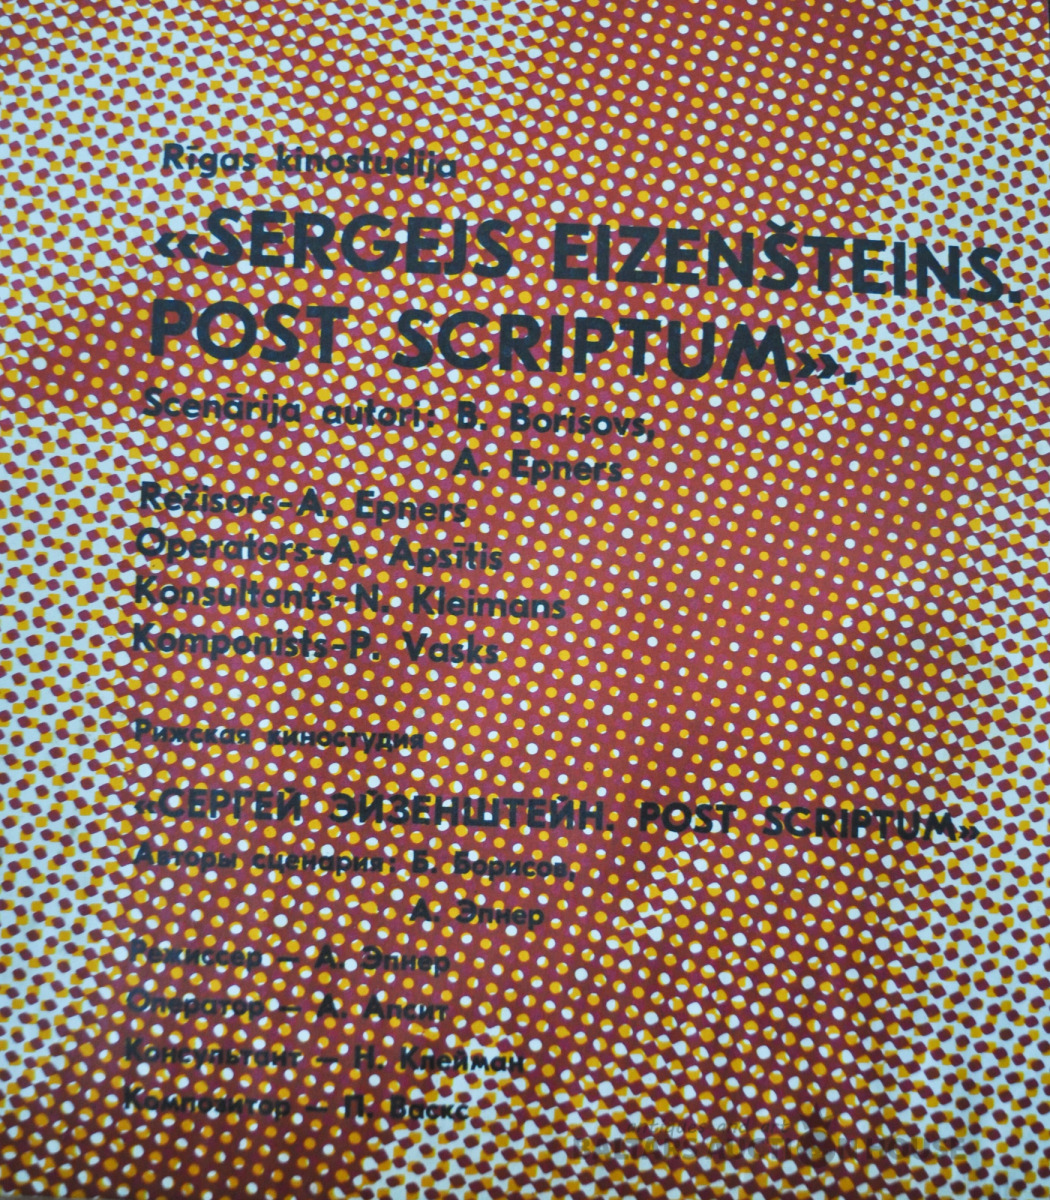 Rīgas kinostudija
«SERGEJS EIZENŠTEINS.
POST SCRIPTUM».
Scenārija autori: B. Borisovs,
A. Epners
Režisors-A. Epners
Operators-A. Apsītis
Konsultants-N. Kleimans
Komponists-P. Vasks
Рижская киностудия
«СЕРГЕЙ ЭЙЗЕНШТЕЙН. POST SCRIPTUM»
Авторы сценария: Б. Борисов,
А. Эпнер
Режиссер — А. Эпнер
Оператор — А. Апсит
Консультант — Н. Клейман
Композитор — П. Васкс